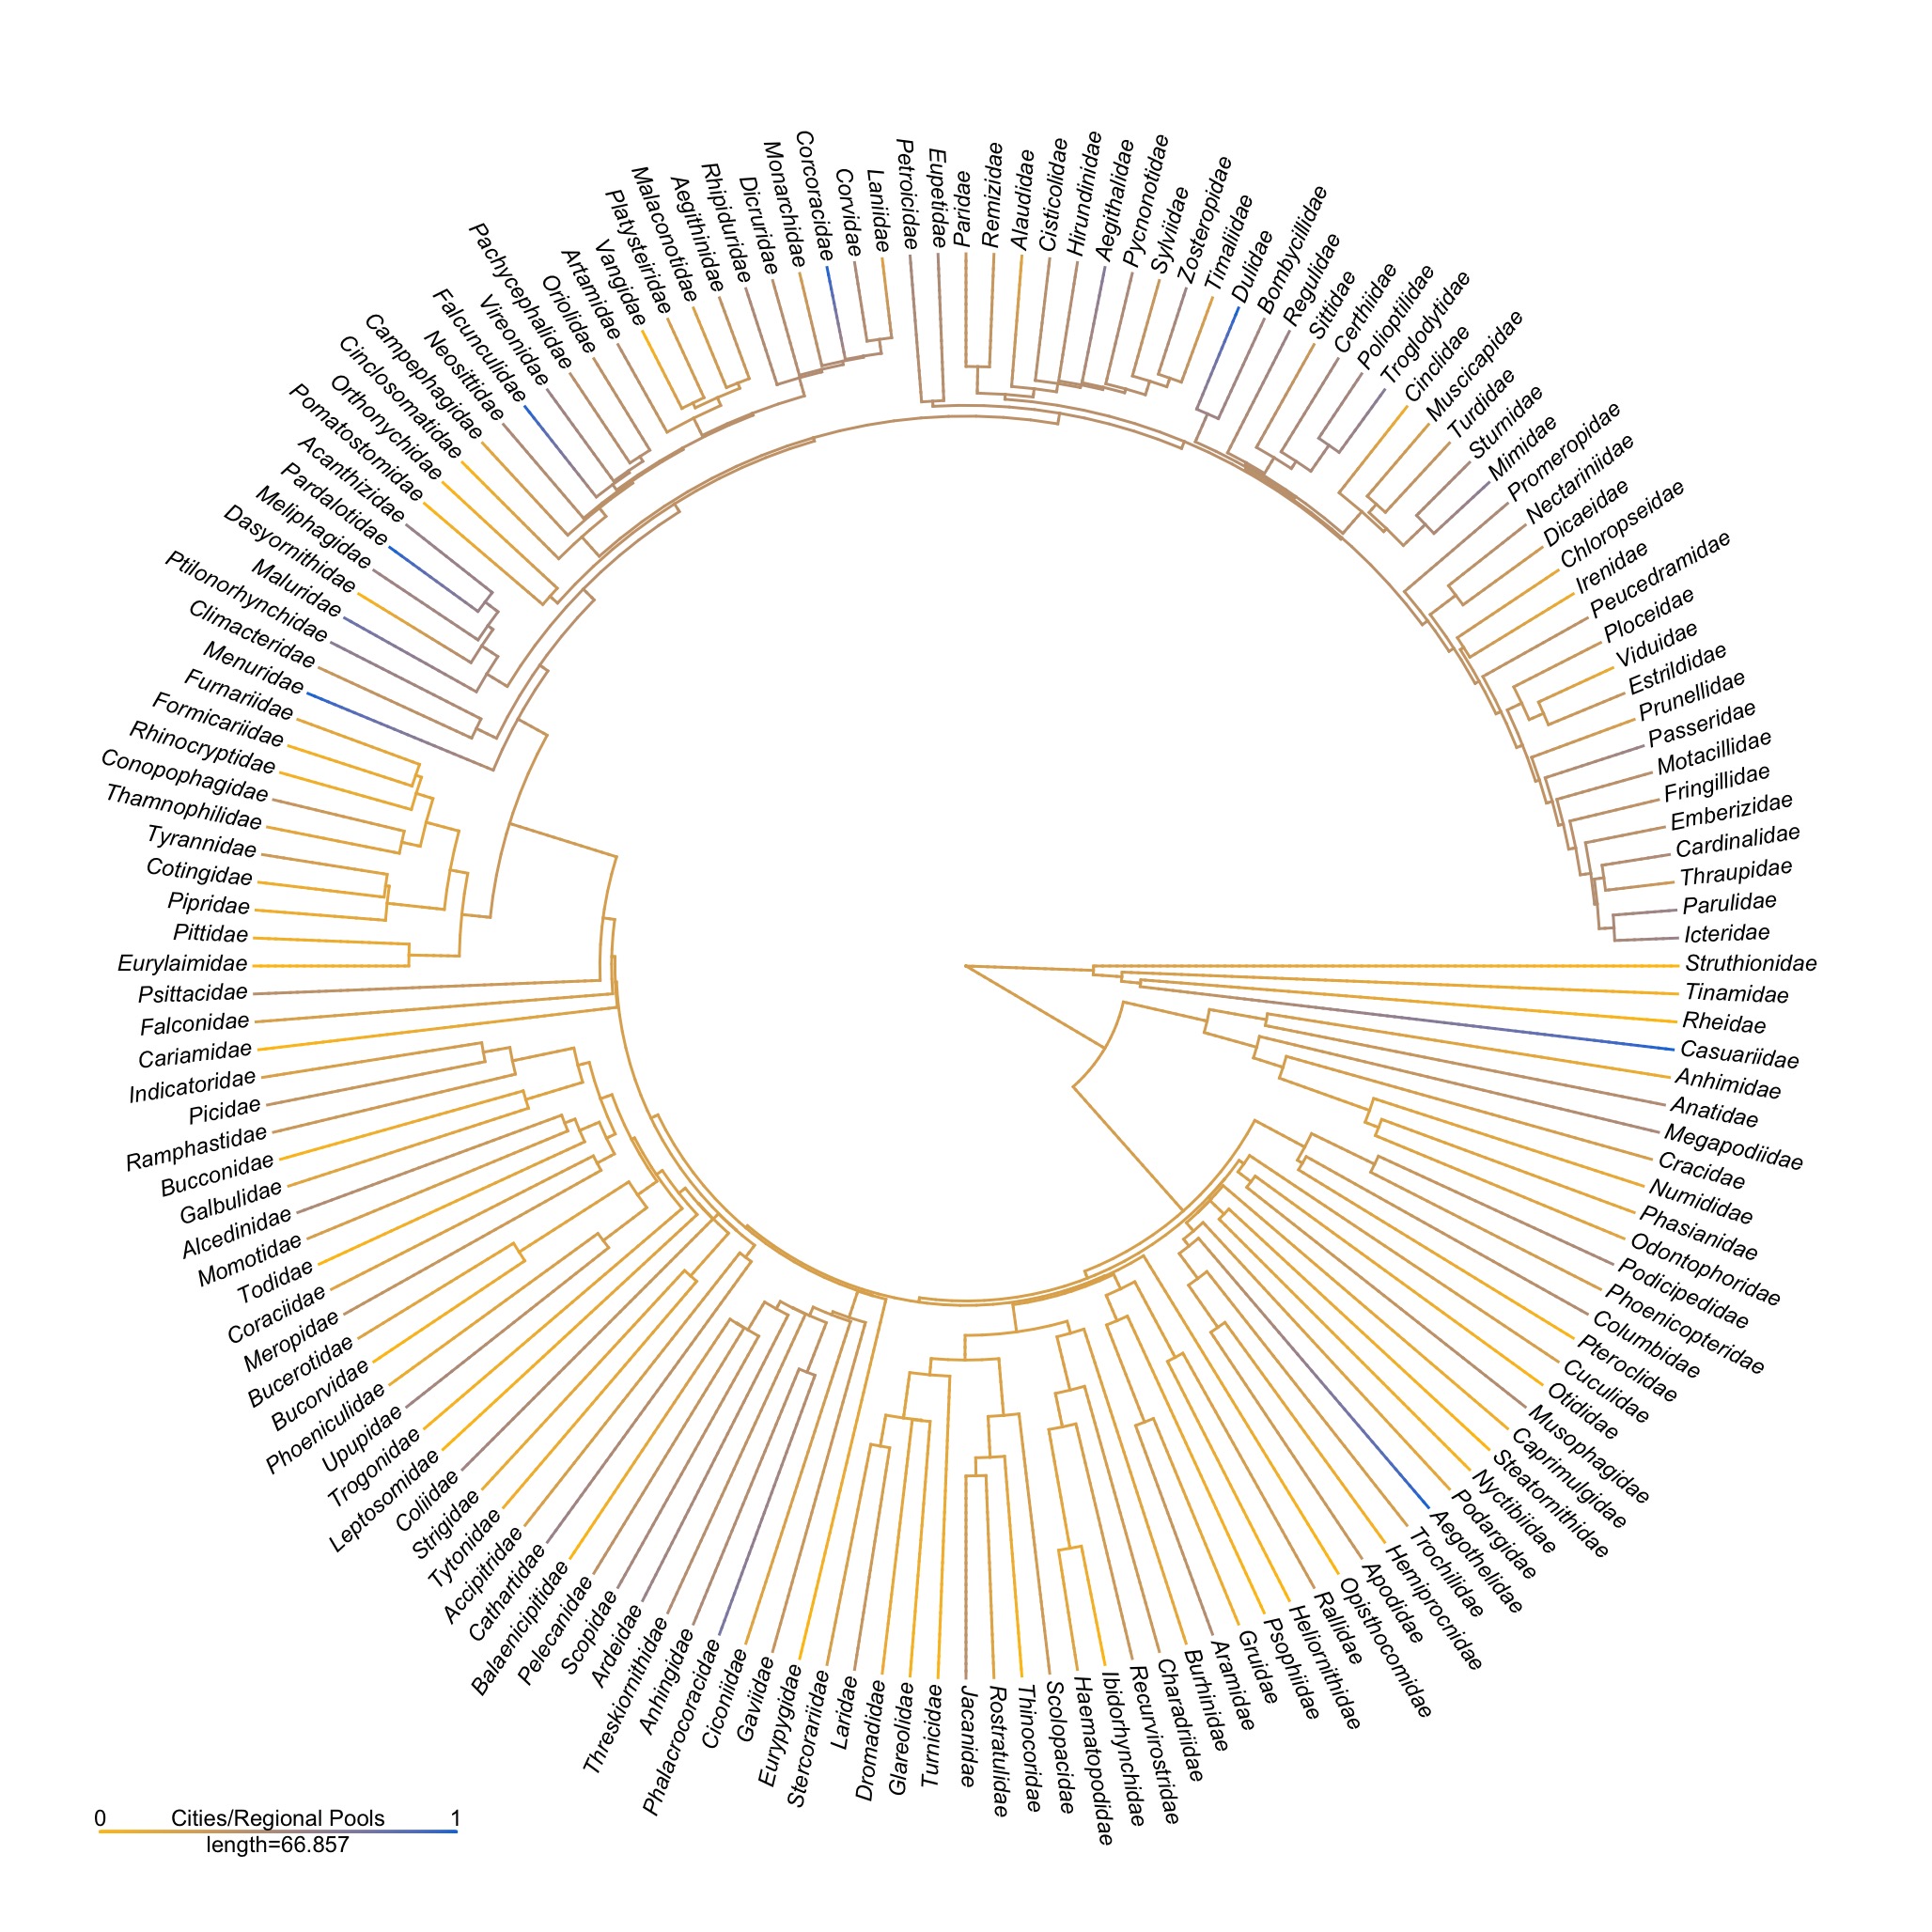 Struthionidae
Tinamidae
Rheidae
Casuariidae
Anhimidae
Anatidae
Megapodiidae
Cracidae
Numididae
Phasianidae
Odontophoridae
Podicipedidae
Phoenicopteridae
Columbidae
Pteroclidae
Cuculidae
Otididae
Musophagidae
Caprimulgidae
Steatornithidae
Nyctibiidae
Podargidae
Aegothelidae
Trochilidae
Hemiprocnidae
Apodidae
Opisthocomidae
Rallidae
Heliornithidae
Psophiidae
Gruidae
Aramidae
Burhinidae
Charadriidae
Recurvirostridae
Ibidorhynchidae
Haematopodidae
Scolopacidae
Thinocoridae
Rostratulidae
Jacanidae
Turnicidae
Glareolidae
Dromadidae
Laridae
Stercorariidae
Eurypygidae
Gaviidae
Ciconiidae
Phalacrocoracidae
Anhingidae
Threskiornithidae
Ardeidae
Scopidae
Pelecanidae
Balaenicipitidae
Cathartidae
Accipitridae
Tytonidae
Strigidae
Coliidae
Leptosomidae
Trogonidae
Upupidae
Phoeniculidae
Bucorvidae
Bucerotidae
Meropidae
Coraciidae
Todidae
Momotidae
Alcedinidae
Galbulidae
Bucconidae
Ramphastidae
Picidae
Indicatoridae
Cariamidae
Falconidae
Psittacidae
Eurylaimidae
Pittidae
Pipridae
Cotingidae
Tyrannidae
Thamnophilidae
Conopophagidae
Rhinocryptidae
Formicariidae
Furnariidae
Menuridae
Climacteridae
Ptilonorhynchidae
Maluridae
Dasyornithidae
Meliphagidae
Pardalotidae
Acanthizidae
Pomatostomidae
Orthonychidae
Cinclosomatidae
Campephagidae
Neosittidae
Falcunculidae
Vireonidae
Pachycephalidae
Oriolidae
Artamidae
Vangidae
Platysteiridae
Malaconotidae
Aegithinidae
Rhipiduridae
Dicruridae
Monarchidae
Corcoracidae
Corvidae
Laniidae
Petroicidae
Eupetidae
Paridae
Remizidae
Alaudidae
Cisticolidae
Hirundinidae
Aegithalidae
Pycnonotidae
Sylviidae
Zosteropidae
Timaliidae
Dulidae
Bombycillidae
Regulidae
Sittidae
Certhiidae
Polioptilidae
Troglodytidae
Cinclidae
Muscicapidae
Turdidae
Sturnidae
Mimidae
Promeropidae
Nectariniidae
Dicaeidae
Chloropseidae
Irenidae
Peucedramidae
Ploceidae
Viduidae
Estrildidae
Prunellidae
Passeridae
Motacillidae
Fringillidae
Emberizidae
Cardinalidae
Thraupidae
Parulidae
Icteridae
0 Cities/Regional Pools 1
length=66.857